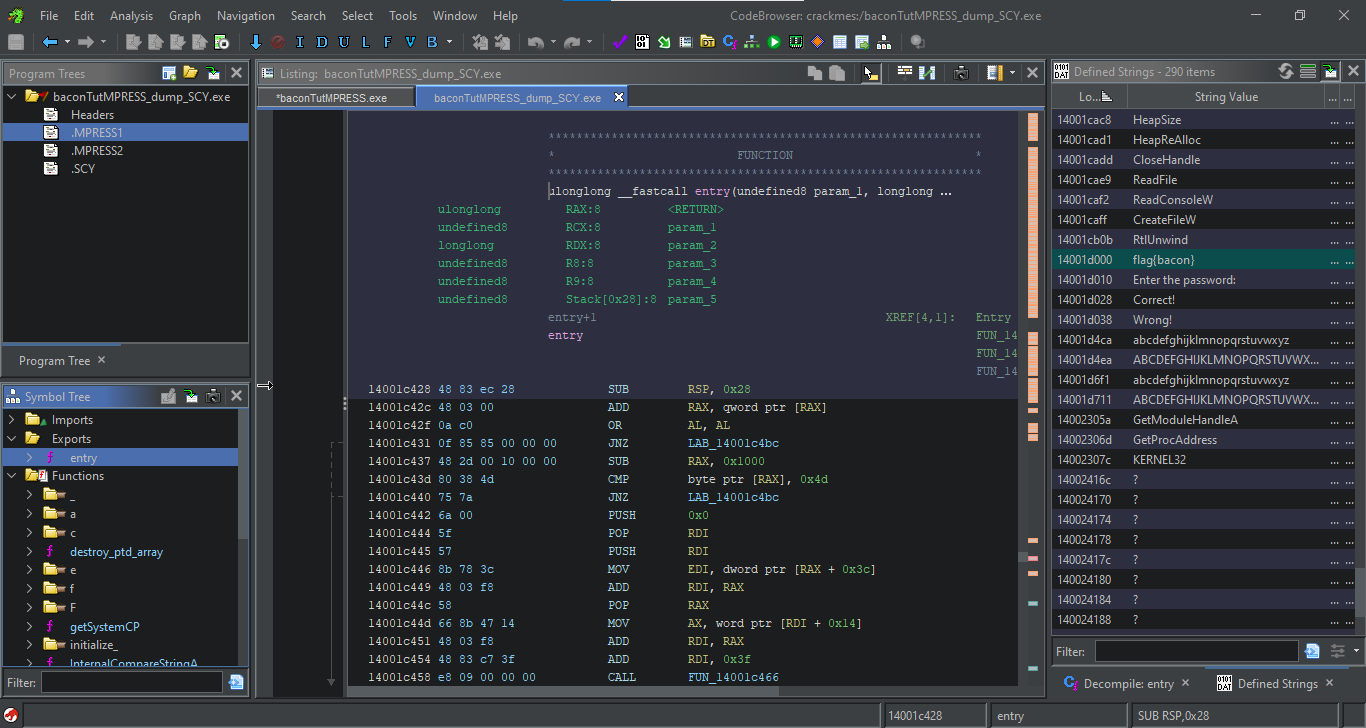 File Edit Analysis Graph Navigation Search Select Tools Window Help
CodeBrowser: crackmes:/baconTutMPRESS_dump_SCY.exe
I D U L F V B
Program Trees
baconTutMPRESS_dump_SCY.exe
Headers
.MPRESS1
.MPRESS2
.SCY
Program Tree ×
Symbol Tree
Imports
Exports
f entry
Functions
_
a
c
f destroy_ptd_array
e
f
F
f getSystemCP
initialize_
f InternalCompareStringA
Filter:
Listing: baconTutMPRESS_dump_SCY.exe
*baconTutMPRESS.exe
baconTutMPRESS_dump_SCY.exe
**************************************************************
* FUNCTION *
**************************************************************
ulonglong __fastcall entry(undefined8 param_1, longlong ...
ulonglong RAX:8 <RETURN>
undefined8 RCX:8 param_1
longlong RDX:8 param_2
undefined8 R8:8 param_3
undefined8 R9:8 param_4
undefined8 Stack[0x28]:8 param_5
entry+1 XREF[4,1]: Entry
entry FUN_14
FUN_14
FUN_14
14001c428 48 83 ec 28 SUB RSP, 0x28
14001c42c 48 03 00 ADD RAX, qword ptr [RAX]
14001c42f 0a c0 OR AL, AL
14001c431 0f 85 85 00 00 00 JNZ LAB_14001c4bc
14001c437 48 2d 00 10 00 00 SUB RAX, 0x1000
14001c43d 80 38 4d CMP byte ptr [RAX], 0x4d
14001c440 75 7a JNZ LAB_14001c4bc
14001c442 6a 00 PUSH 0x0
14001c444 5f POP RDI
14001c445 57 PUSH RDI
14001c446 8b 78 3c MOV EDI, dword ptr [RAX + 0x3c]
14001c449 48 03 f8 ADD RDI, RAX
14001c44c 58 POP RAX
14001c44d 66 8b 47 14 MOV AX, word ptr [RDI + 0x14]
14001c451 48 03 f8 ADD RDI, RAX
14001c454 48 83 c7 3f ADD RDI, 0x3f
14001c458 e8 09 00 00 00 CALL FUN_14001c466
Defined Strings - 290 items
Lo... String Value ... ...
14001cac8 HeapSize ... ...
14001cad1 HeapReAlloc ... ...
14001cadd CloseHandle ... ...
14001cae9 ReadFile ... ...
14001caf2 ReadConsoleW ... ...
14001caff CreateFileW ... ...
14001cb0b RtlUnwind ... ...
14001d000 flag{bacon} ... ...
14001d010 Enter the password: ... ...
14001d028 Correct! ... ...
14001d038 Wrong! ... ...
14001d4ca abcdefghijklmnopqrstuvwxyz ... ...
14001d4ea ABCDEFGHIJKLMNOPQRSTUVWX... ... ...
14001d6f1 abcdefghijklmnopqrstuvwxyz ... ...
14001d711 ABCDEFGHIJKLMNOPQRSTUVWX... ... ...
14002305a GetModuleHandleA ... ...
14002306d GetProcAddress ... ...
14002307c KERNEL32 ... ...
14002416c ? ... ...
140024170 ? ... ...
140024174 ? ... ...
140024178 ? ... ...
14002417c ? ... ...
140024180 ? ... ...
140024184 ? ... ...
140024188 ? ... ...
Filter:
Decompile: entry × Defined Strings ×
14001c428 entry SUB RSP,0x28